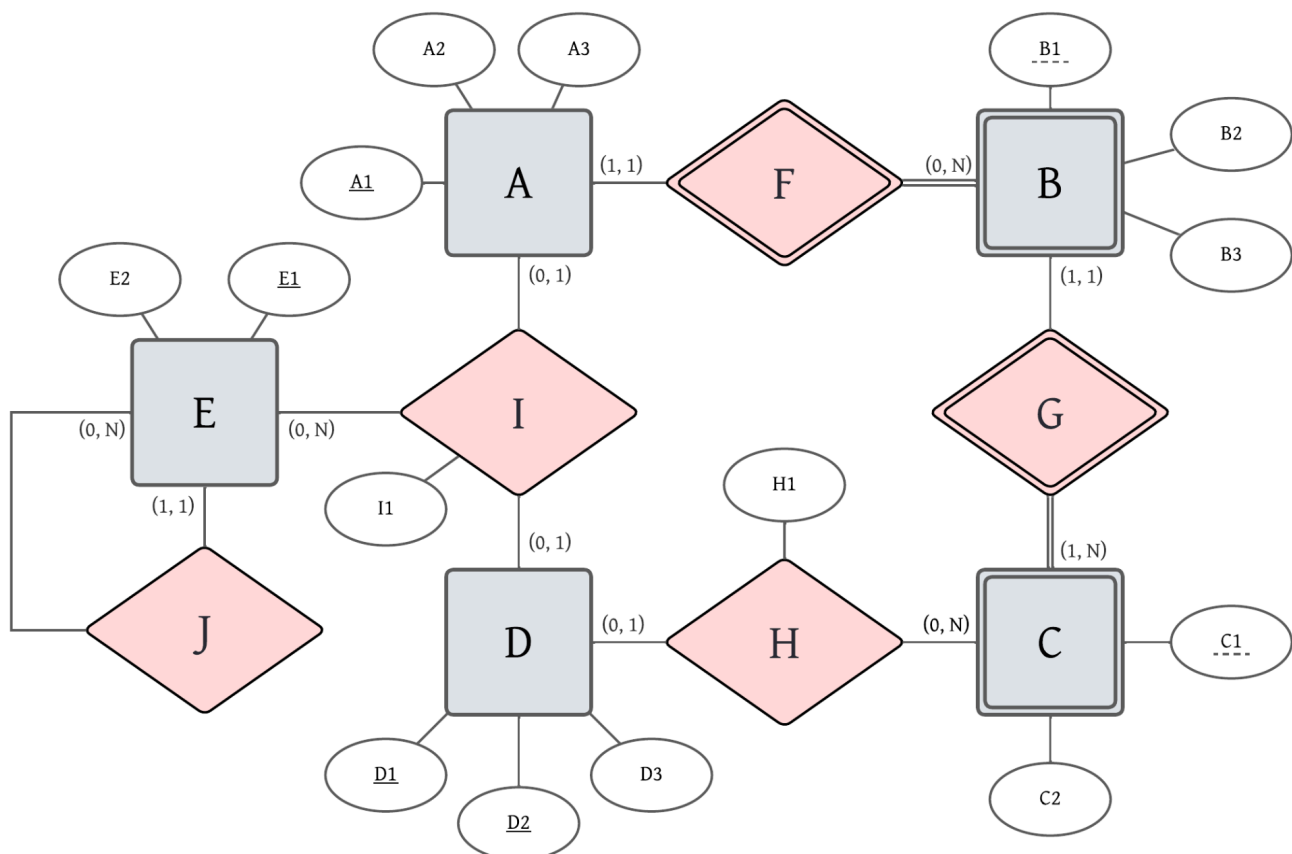 A2
A3
B1
A
(1, 1)
F
(0, N)
B
B2
A1
B3
(0, 1)
(1, 1)
E2
E1
E
(0, N)
(0, N)
I
G
(1, 1)
I1
H1
(0, 1)
(1, N)
J
D
(0, 1)
H
(0, N)
C
C1
D1
D2
D3
C2